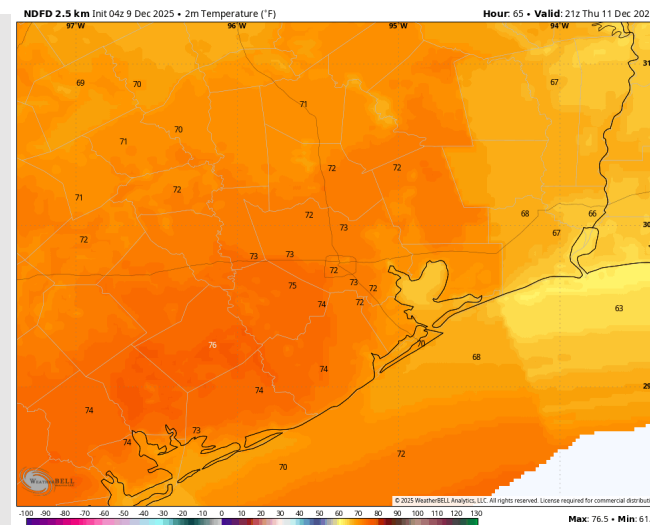 NDFD 2.5 km Init 04z 9 Dec 2025 • 2m Temperature (°F) Hour: 65 • Valid: 21z Thu 11 Dec 202
97°W 96°W 95°W 94°W
31
69 70 67
71
70
71
72 72
72
71
72 68 66
73 30
72 67
73 73
72
75 73 72
74 72 63
76 70
68
74 29
74
74
73
74 72
70
WEATHERBELL
© 2025 WeatherBELL Analytics, LLC. All rights reserved. License required for commercial distributi
-100 -90 -80 -70 -60 -50 -40 -30 -20 -10 0 10 20 30 40 50 60 70 80 90 100 110 120 130
Max: 76.5 • Min: 61.